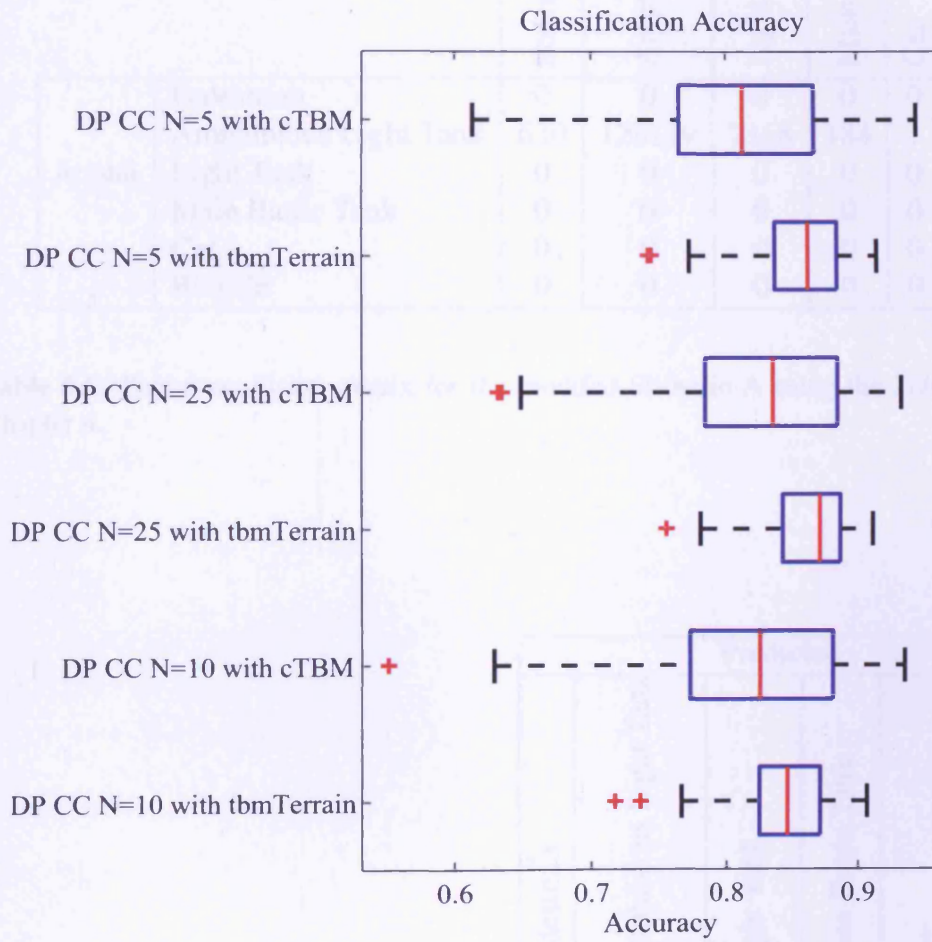 Classification Accuracy
DP CC N=5 with cTBM
DP CC N=5 with tbmTerrain
DP CC N=25 with cTBM
DP CC N=25 with tbmTerrain
DP CC N=10 with cTBM
DP CC N=10 with tbmTerrain
0.6 0.7 0.8 0.9
Accuracy